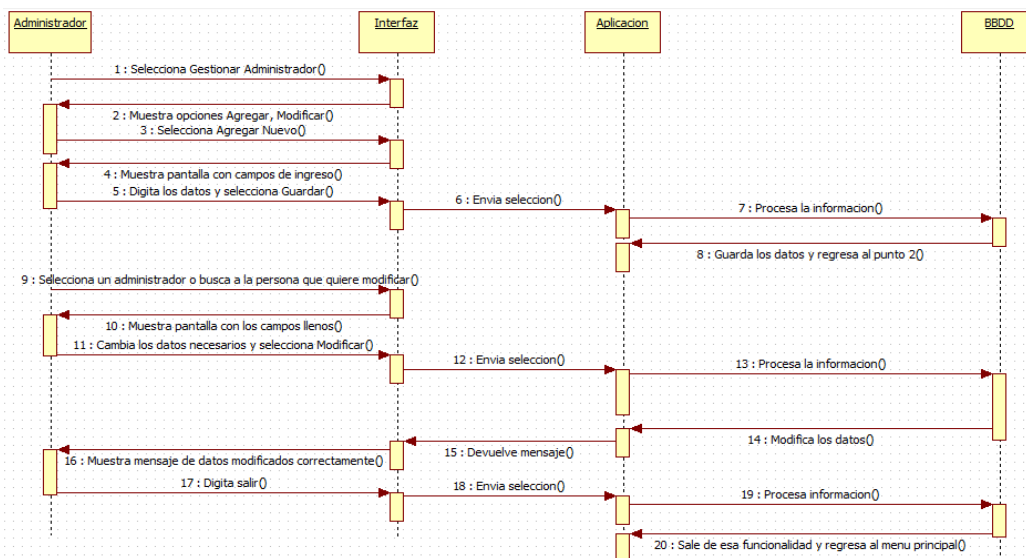 Administrador
Interfaz
Aplicacion
BBDD
1 : Selecciona Gestionar Administrador()
2 : Muestra opciones Agregar, Modificar()
3 : Selecciona Agregar Nuevo()
4 : Muestra pantalla con campos de ingreso()
5 : Digita los datos y selecciona Guardar()
6 : Envia seleccion()
7 : Procesa la informacion()
8 : Guarda los datos y regresa al punto 2()
9 : Selecciona un administrador o busca a la persona que quiere modificar()
10 : Muestra pantalla con los campos llenos()
11 : Cambia los datos necesarios y selecciona Modificar()
12 : Envia seleccion()
13 : Procesa la informacion()
14 : Modifica los datos()
15 : Devuelve mensaje()
16 : Muestra mensaje de datos modificados correctamente()
17 : Digita salir()
18 : Envia seleccion()
19 : Procesa informacion()
20 : Sale de esa funcionalidad y regresa al menu principal()